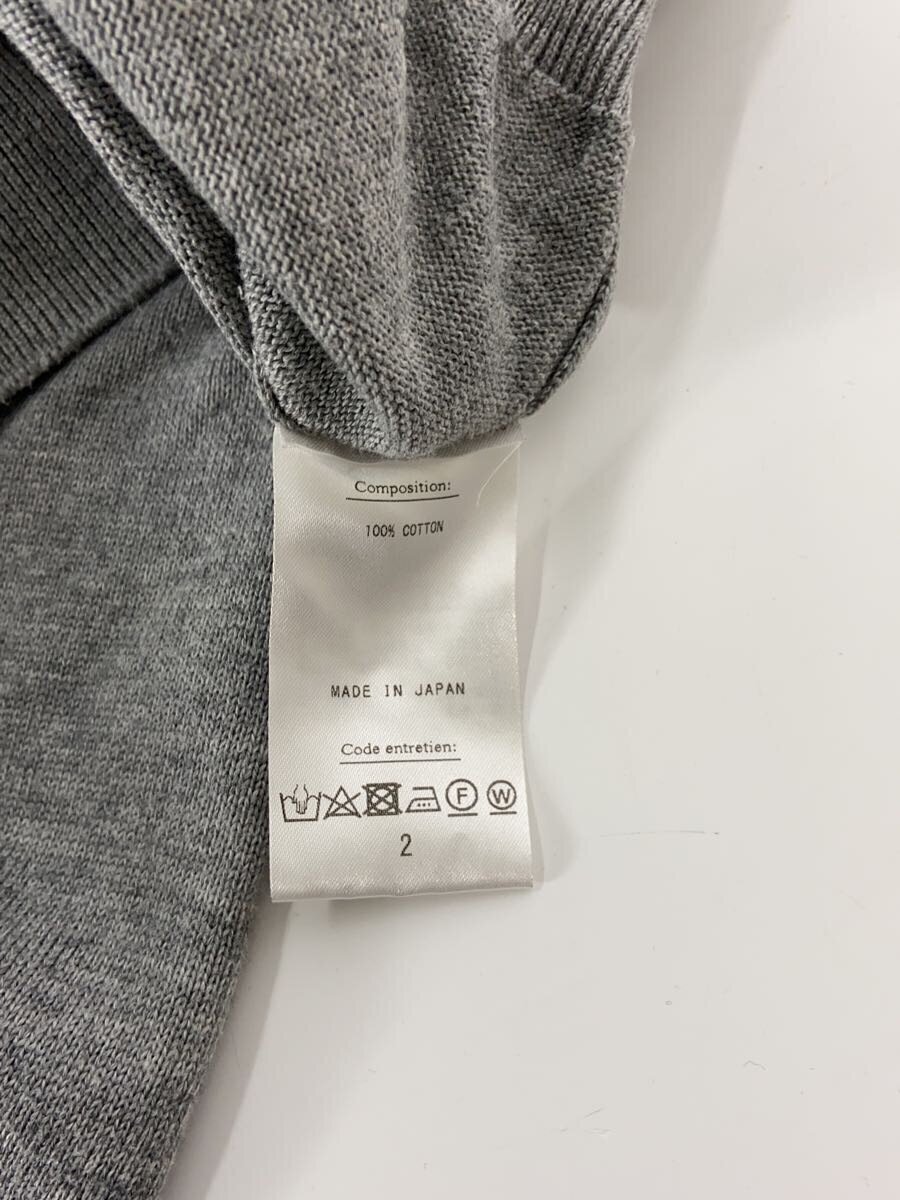 Composition:
100% COTTON
MADE IN JAPAN
Code entretien:
F W
2